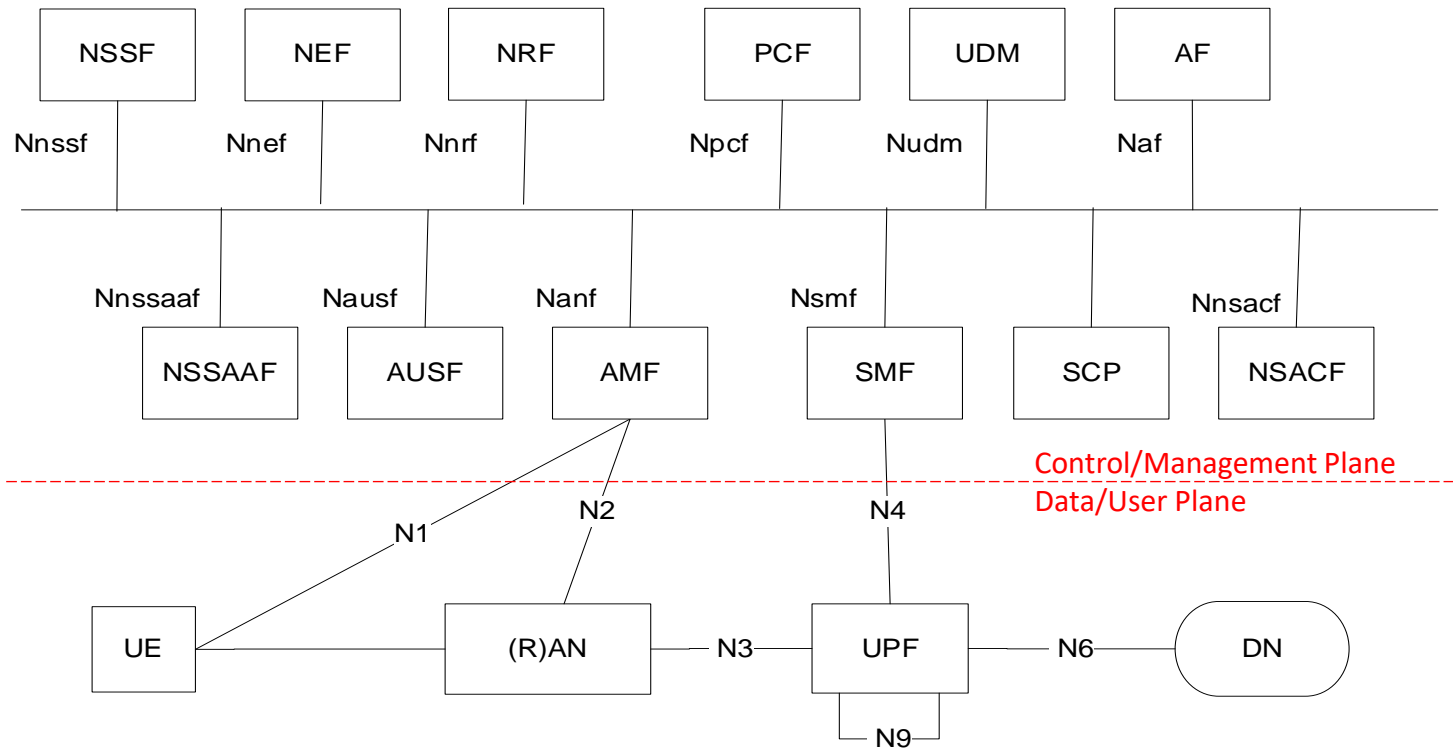 NSSF
NEF
NRF
PCF
UDM
AF
Nnssf
Nnef
Nnrf
Npcf
Nudm
Naf
Nnssaaf
Nausf
Nanf
Nsmf
Nnsacf
NSSAAF
AUSF
AMF
SMF
SCP
NSACF
Control/Management Plane
Data/User Plane
N1
N2
N4
UE
(R)AN
N3
UPF
N6
DN
N9